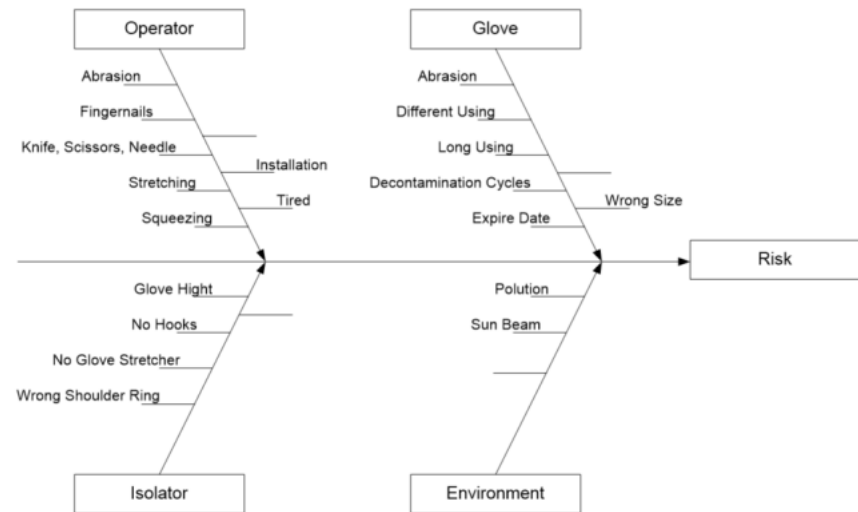 Operator
Glove
Abrasion
Fingernails
Knife, Scissors, Needle
Installation
Stretching
Tired
Squeezing
Abrasion
Different Using
Long Using
Decontamination Cycles
Wrong Size
Expire Date
Risk
Glove Hight
No Hooks
No Glove Stretcher
Wrong Shoulder Ring
Polution
Sun Beam
Isolator
Environment